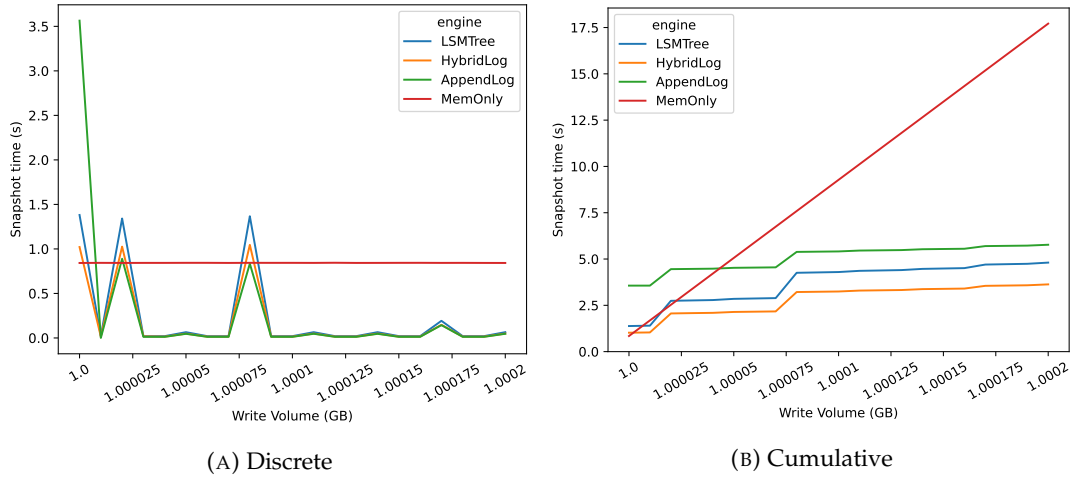 3.5
3.0
2.5
2.0
1.5
1.0
0.5
0.0
Snapshot time (s)
engine
LSMTree
HybridLog
AppendLog
MemOnly
1.0
1.000025
1.00005
1.000075
1.0001
1.000125
1.00015
1.000175
1.0002
Write Volume (GB)
(A) Discrete
17.5
15.0
12.5
10.0
7.5
5.0
2.5
0.0
Snapshot time (s)
engine
LSMTree
HybridLog
AppendLog
MemOnly
1.0
1.000025
1.00005
1.000075
1.0001
1.000125
1.00015
1.000175
1.0002
Write Volume (GB)
(B) Cumulative